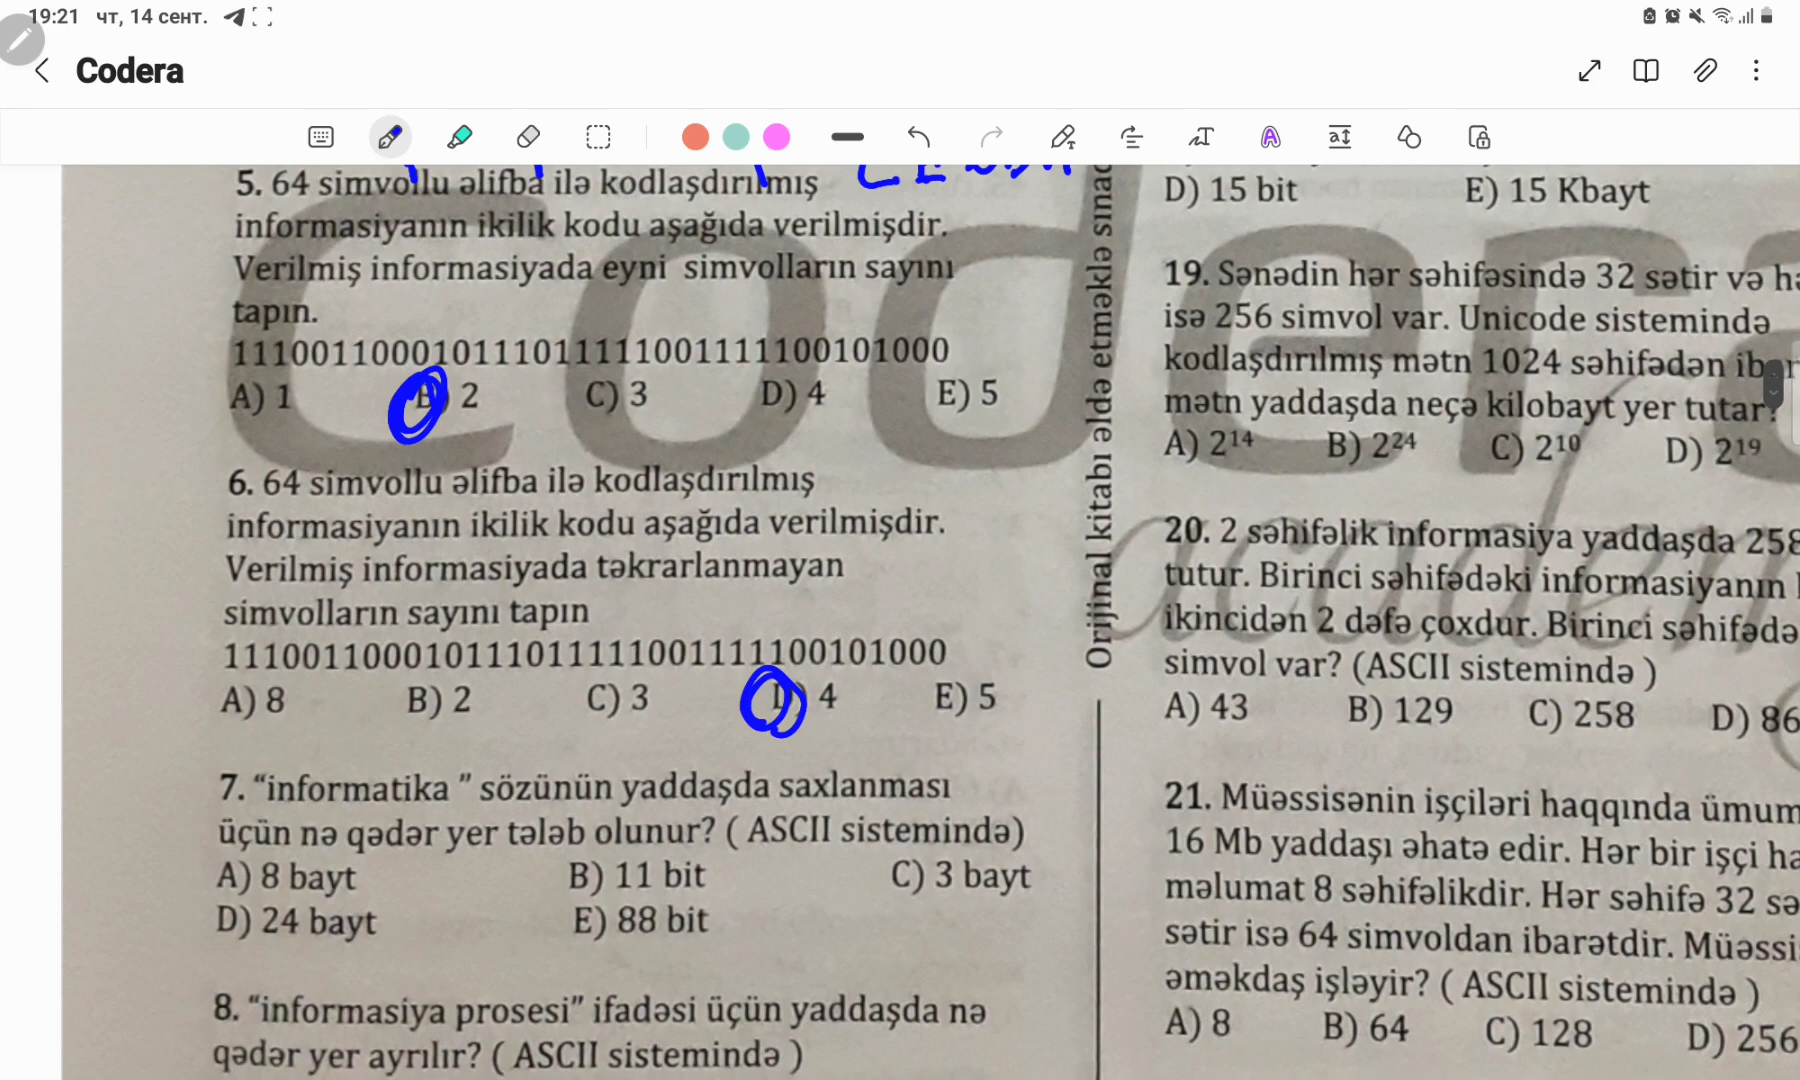 19:21 чт, 14 сент.
Codera
5. 64 simvollu əlifba ilə kodlaşdırılmış
informasiyanın ikilik kodu aşağıda verilmişdir.
Verilmiş informasiyada eyni simvolların sayını
tapın.
111001100010111011111001111100101000
A) 1 B) 2 C) 3 D) 4 E) 5
6. 64 simvollu əlifba ilə kodlaşdırılmış
informasiyanın ikilik kodu aşağıda verilmişdir.
Verilmiş informasiyada təkrarlanmayan
simvolların sayını tapın
111001100010111011111001111100101000
A) 8 B) 2 C) 3 D) 4 E) 5
7. “informatika ” sözünün yaddaşda saxlanması
üçün nə qədər yer tələb olunur? ( ASCII sistemində)
A) 8 bayt B) 11 bit C) 3 bayt
D) 24 bayt E) 88 bit
8. “informasiya prosesi” ifadəsi üçün yaddaşda nə
qədər yer ayrılır? ( ASCII sistemində )
Orijinal kitabı əldə etməklə sınaq
D) 15 bit E) 15 Kbayt
19. Sənədin hər səhifəsində 32 sətir və hə
isə 256 simvol var. Unicode sistemində
kodlaşdırılmış mətn 1024 səhifədən ibar
mətn yaddaşda neçə kilobayt yer tutar?
A) 2¹⁴ B) 2²⁴ C) 2¹⁰ D) 2¹⁹
20. 2 səhifəlik informasiya yaddaşda 258
tutur. Birinci səhifədəki informasiyanın
ikincidən 2 dəfə çoxdur. Birinci səhifədə
simvol var? (ASCII sistemində )
A) 43 B) 129 C) 258 D) 86
21. Müəssisənin işçiləri haqqında ümum
16 Mb yaddaşı əhatə edir. Hər bir işçi ha
məlumat 8 səhifəlikdir. Hər səhifə 32 sə
sətir isə 64 simvoldan ibarətdir. Müəssi
əməkdaş işləyir? ( ASCII sistemində )
A) 8 B) 64 C) 128 D) 256
Codera
academ